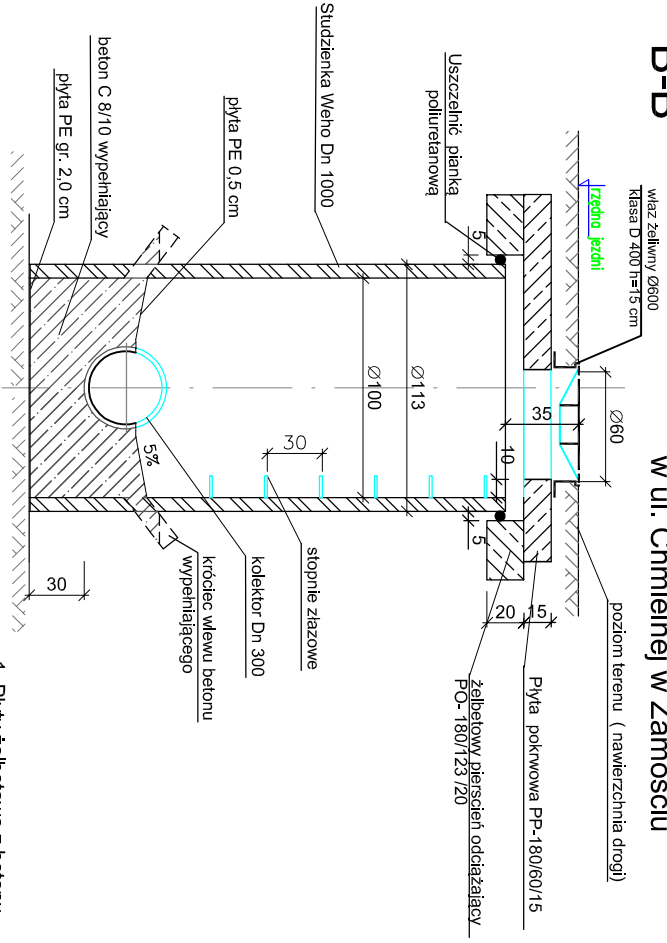 B-B
w ul. Chmielnej w Zamościu
właz żeliwny Ø600
klasa D 400 h=15 cm
rzędna jezdni
Uszczelnić pianką
poliuretanową
Studzienka Weho Dn 1000
płyta PE 0,5 cm
beton C 8/10 wypełniający
płyta PE gr. 2,0 cm
poziom terenu ( nawierzchnia drogi)
Płyta pokrwowa PP-180/60/15
żelbetowy pierscień odciążający
PO- 180/123 /20
stopnie złazowe
kolektor Dn 300
króciec wlewu betonu
wypełniającego
Ø60
35
10
5
5
15
20
Ø113
Ø100
30
5%
30